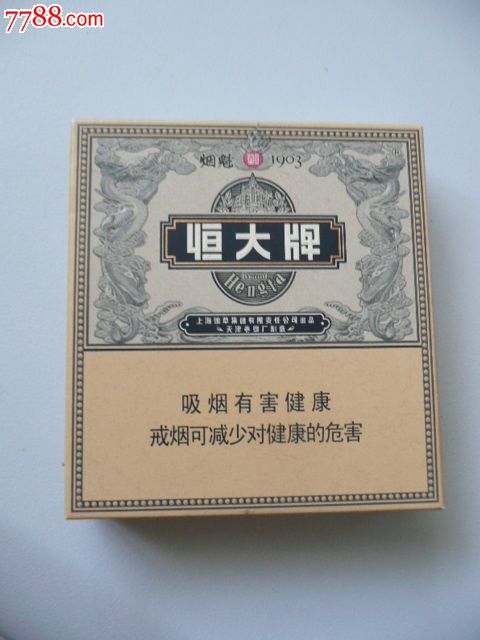 7788.com
烟魁 1903
®
恒大牌
Hengta
上海烟草集团有限责任公司出品
天津卷烟厂制造
吸烟有害健康
戒烟可减少对健康的危害